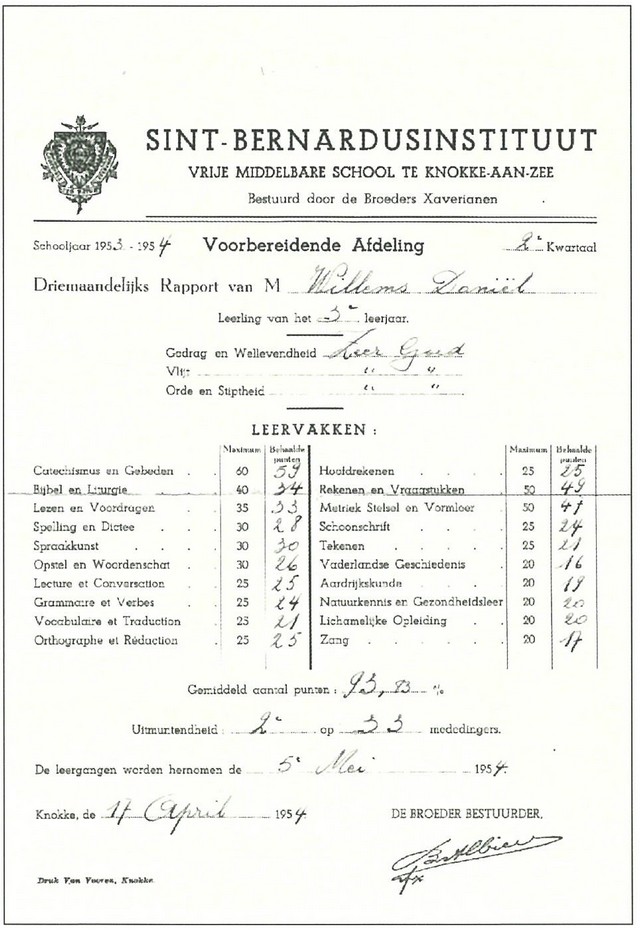 SINT-BERNARDUSINSTITUUT
VRIJE MIDDELBARE SCHOOL TE KNOKKE-AAN-ZEE
Bestuurd door de Broeders Xaverianen
Schooljaar 1953 - 1954 Voorbereidende Afdeling 2e Kwartaal
Driemaandelijks Rapport van M Willems Daniël
Leerling van het 3e leerjaar.
Gedrag en Wellevendheid Zeer Goed
Vlijt " "
Orde en Stiptheid " "
LEERVAKKEN :
Maximum Behaalde punten Maximum Behaalde punten
Catechismus en Gebeden . . 60 59 Hoofdrekenen . . . . 25 25
Bijbel en Liturgie . . . 40 34 Rekenen en Vraagstukken . 50 49
Lezen en Voordragen . . 35 33 Metriek Stelsel en Vormleer . 50 47
Spelling en Dictee . . . 30 28 Schoonschrift . . . . 25 24
Spraakkunst . . . . 30 30 Tekenen . . . . . 25 21
Opstel en Woordenschat . . 30 26 Vaderlandse Geschiedenis . 20 16
Lecture et Conversation . . 25 25 Aardrijkskunde . . . . 20 19
Grammaire et Verbes . . 25 24 Natuurkennis en Gezondheidsleer 20 20
Vocabulaire et Traduction . 25 21 Lichamelijke Opleiding . . 20 20
Orthographe et Rédaction . 25 25 Zang . . . . . . 20 17
Gemiddeld aantal punten : 93,83 %
Uitmuntendheid : 2e op 33 mededingers.
De leergangen worden hernomen de 5e Mei 1954.
Knokke, de 17 April 1954 DE BROEDER BESTUURDER,
Druk Van Vooren, Knokke.